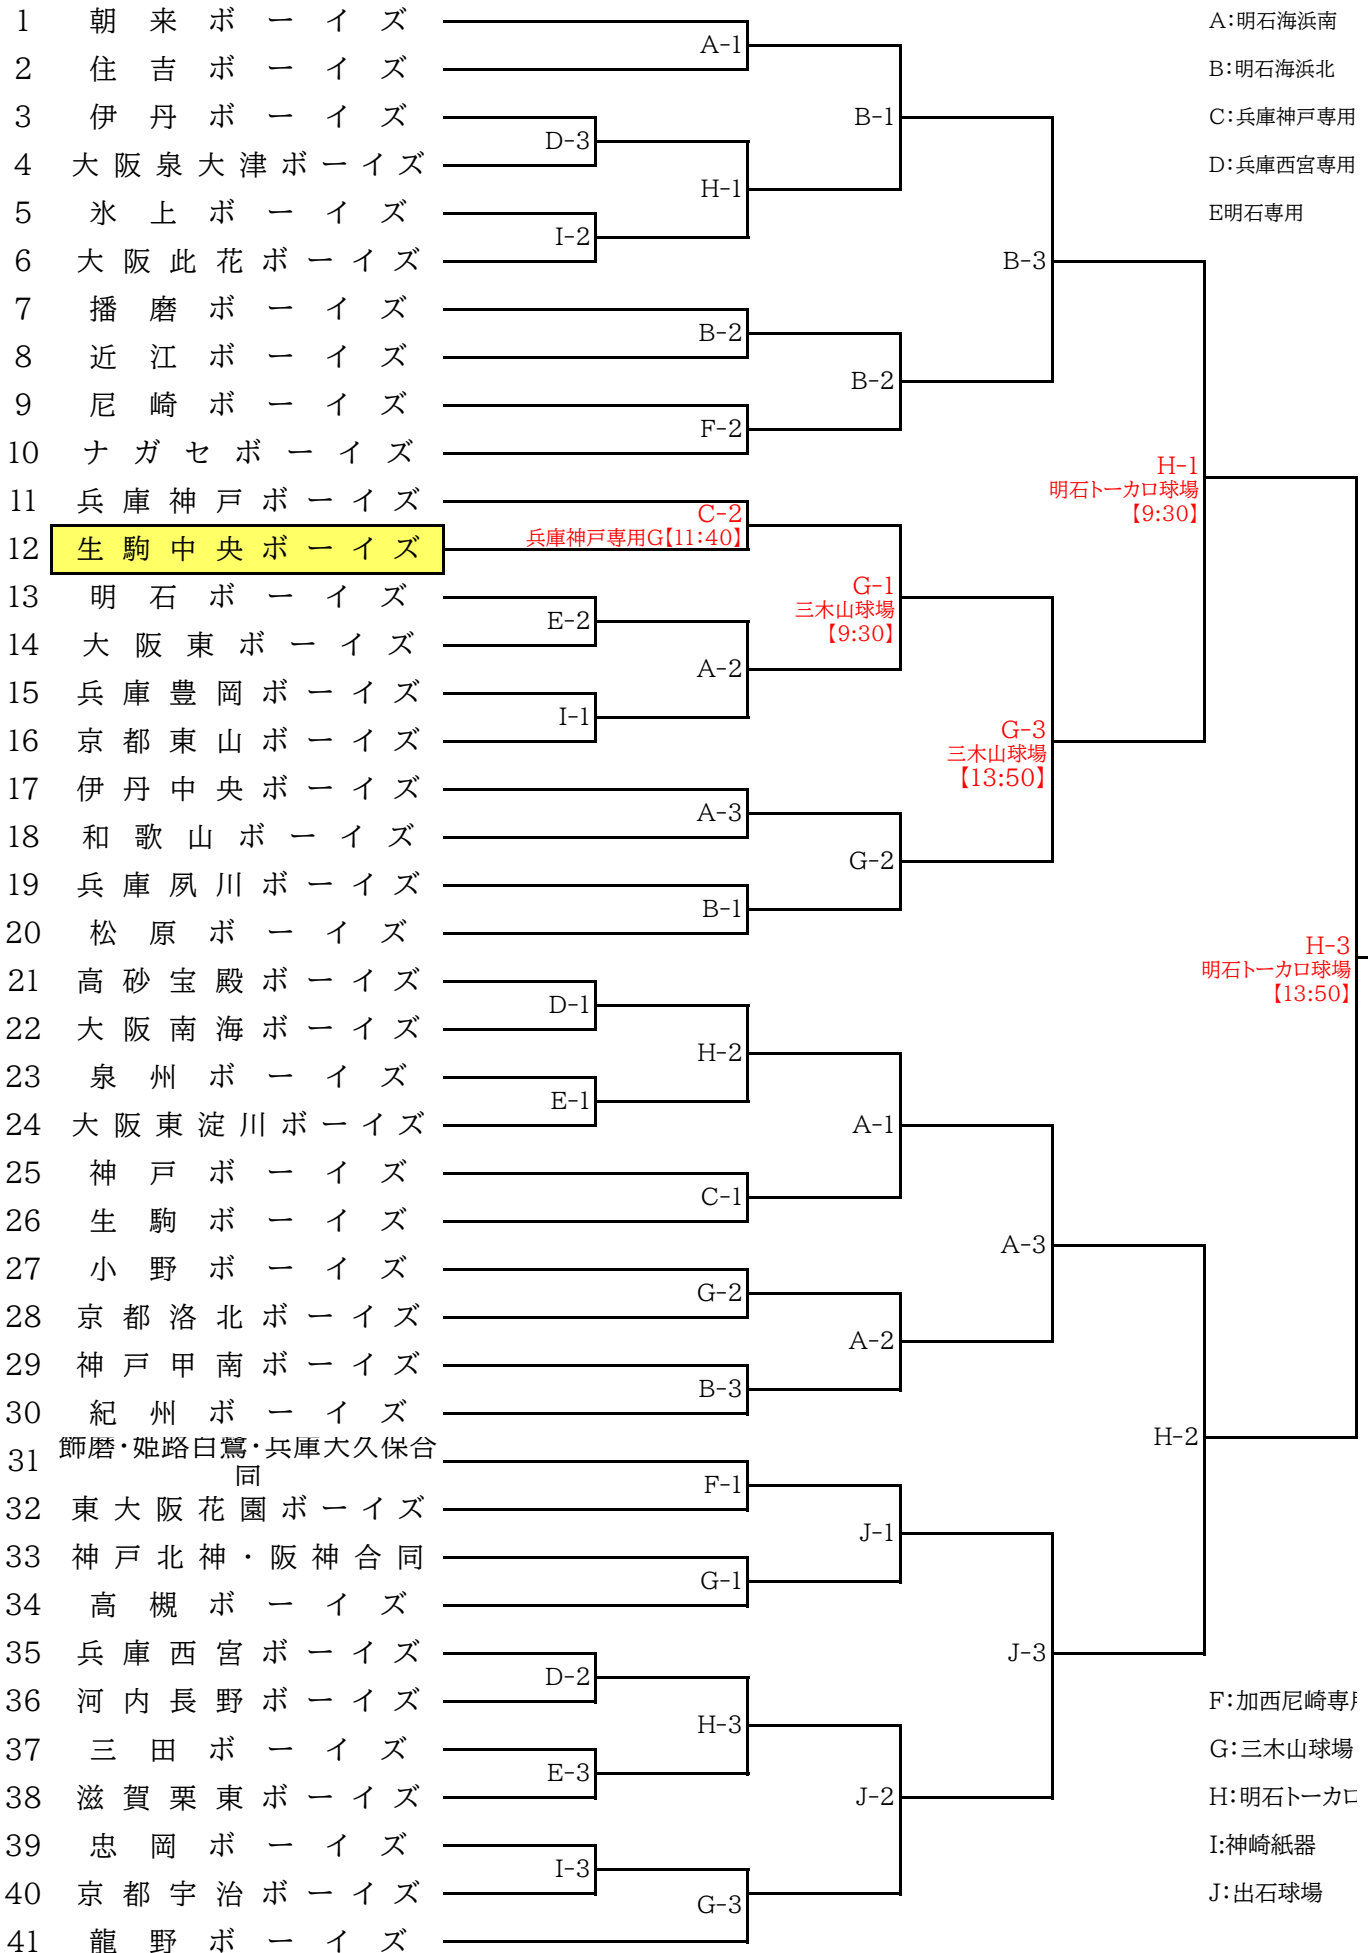 1 朝来ボーイズ
2 住吉ボーイズ
3 伊丹ボーイズ
4 大阪泉大津ボーイズ
5 氷上ボーイズ
6 大阪此花ボーイズ
7 播磨ボーイズ
8 近江ボーイズ
9 尼崎ボーイズ
10 ナガセボーイズ
11 兵庫神戸ボーイズ
12 生駒中央ボーイズ
13 明石ボーイズ
14 大阪東ボーイズ
15 兵庫豊岡ボーイズ
16 京都東山ボーイズ
17 伊丹中央ボーイズ
18 和歌山ボーイズ
19 兵庫夙川ボーイズ
20 松原ボーイズ
21 高砂宝殿ボーイズ
22 大阪南海ボーイズ
23 泉州ボーイズ
24 大阪東淀川ボーイズ
25 神戸ボーイズ
26 生駒ボーイズ
27 小野ボーイズ
28 京都洛北ボーイズ
29 神戸甲南ボーイズ
30 紀州ボーイズ
31 飾磨・姫路白鷺・兵庫大久保合
同
32 東大阪花園ボーイズ
33 神戸北神・阪神合同
34 高槻ボーイズ
35 兵庫西宮ボーイズ
36 河内長野ボーイズ
37 三田ボーイズ
38 滋賀栗東ボーイズ
39 忠岡ボーイズ
40 京都宇治ボーイズ
41 龍野ボーイズ
D-3
I-2
E-2
I-1
D-1
E-1
D-2
E-3
I-3
A-1
H-1
B-2
F-2
C-2
兵庫神戸専用G【11:40】
A-2
A-3
B-1
H-2
C-1
G-2
B-3
F-1
G-1
H-3
G-3
B-1
B-2
G-1
三木山球場
【9:30】
G-2
A-1
A-2
J-1
J-2
B-3
G-3
三木山球場
【13:50】
A-3
J-3
H-1
明石トーカロ球場
【9:30】
H-2
H-3
明石トーカロ球場
【13:50】
A:明石海浜南
B:明石海浜北
C:兵庫神戸専用
D:兵庫西宮専用
E明石専用
F:加西尼崎専
G:三木山球場
H:明石トーカロ
I:神崎紙器
J:出石球場